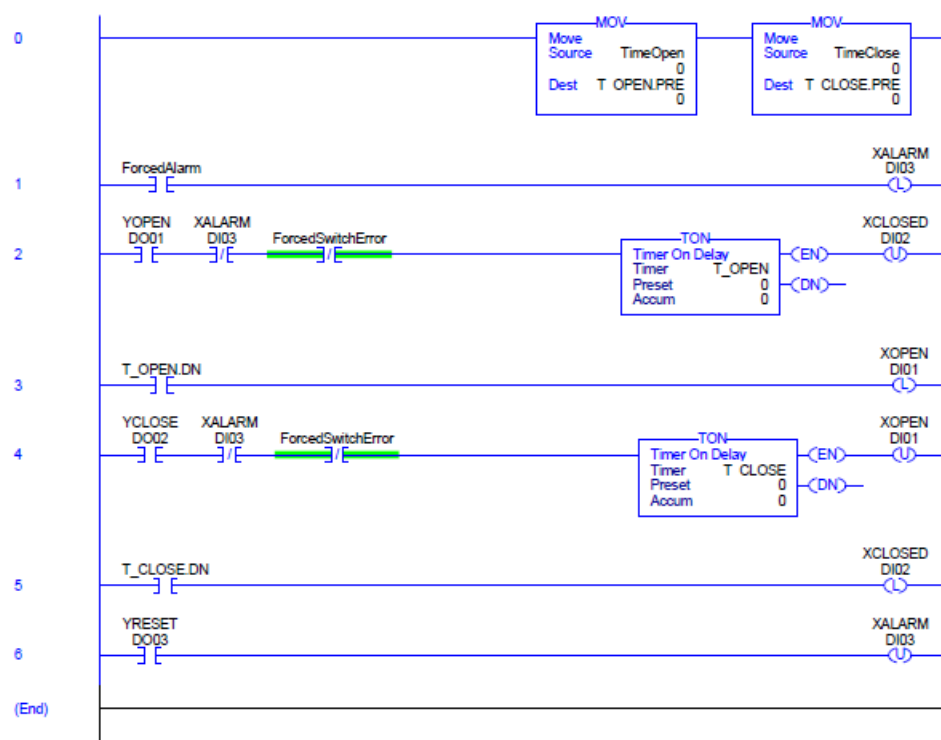 0
MOV
Move
Source TimeOpen
0
Dest T_OPEN.PRE
0
MOV
Move
Source TimeClose
0
Dest T_CLOSE.PRE
0
1
ForcedAlarm
XALARM
DI03
L
2
YOPEN
DO01
XALARM
DI03
ForcedSwitchError
TON
Timer On Delay
Timer T_OPEN
Preset 0
Accum 0
EN
DN
XCLOSED
DI02
U
3
T_OPEN.DN
XOPEN
DI01
L
4
YCLOSE
DO02
XALARM
DI03
ForcedSwitchError
TON
Timer On Delay
Timer T_CLOSE
Preset 0
Accum 0
EN
DN
XOPEN
DI01
U
5
T_CLOSE.DN
XCLOSED
DI02
L
6
YRESET
DO03
XALARM
DI03
U
(End)